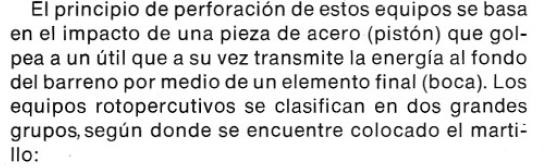 El principio de perforación de estos equipos se basa
en el impacto de una pieza de acero (pistón) que gol-
pea a un útil que a su vez transmite la energía al fondo
del barreno por medio de un elemento final (boca). Los
equipos rotopercutivos se clasifican en dos grandes
grupos, según donde se encuentre colocado el marti-
llo: